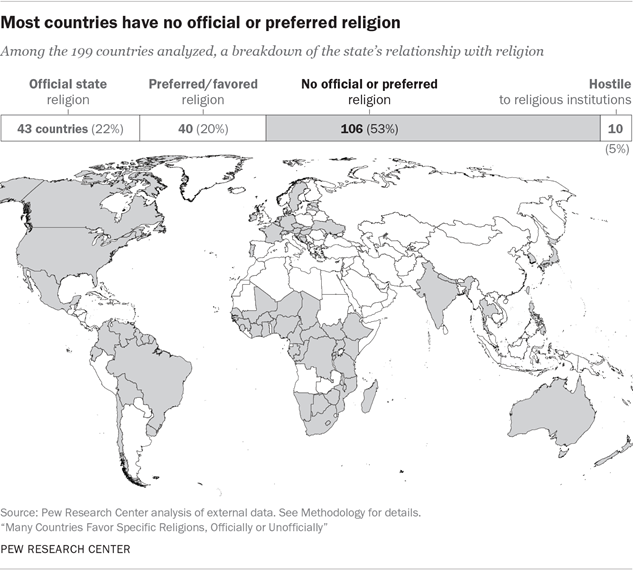 Most countries have no official or preferred religion
Among the 199 countries analyzed, a breakdown of the state's relationship with religion
Official state religion
Preferred/favored religion
No official or preferred religion
Hostile to religious institutions
43 countries (22%)
40 (20%)
106 (53%)
10 (5%)
Source: Pew Research Center analysis of external data. See Methodology for details.
"Many Countries Favor Specific Religions, Officially or Unofficially"
PEW RESEARCH CENTER